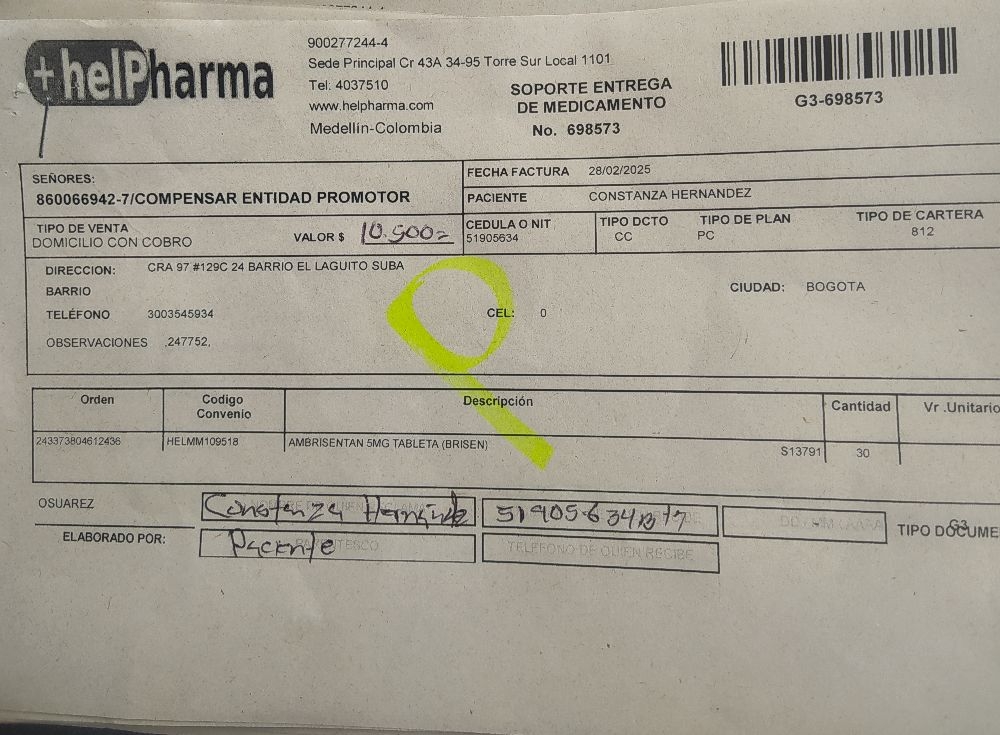 +helPharma
900277244-4
Sede Principal Cr 43A 34-95 Torre Sur Local 1101
Tel: 4037510
www.helpharma.com
Medellín-Colombia
SOPORTE ENTREGA
DE MEDICAMENTO
No. 698573
G3-698573
SEÑORES:
860066942-7/COMPENSAR ENTIDAD PROMOTOR
FECHA FACTURA 28/02/2025
PACIENTE CONSTANZA HERNANDEZ
TIPO DE VENTA
DOMICILIO CON COBRO
VALOR $ 10.500=
CEDULA O NIT
51905634
TIPO DCTO
CC
TIPO DE PLAN
PC
TIPO DE CARTERA
812
DIRECCION: CRA 97 #129C 24 BARRIO EL LAGUITO SUBA
BARRIO
CIUDAD: BOGOTA
TELÉFONO 3003545934
CEL: 0
OBSERVACIONES ,247752,
Orden Codigo Convenio Descripción Cantidad Vr .Unitario
243373804612436 HELMM109518 AMBRISENTAN 5MG TABLETA (BRISEN) S13791 30
OSUAREZ
Constanza Hernández 51905634
ELABORADO POR:
Paciente
TELEFONO DE QUIEN RECIBE
G3
TIPO DOCUME